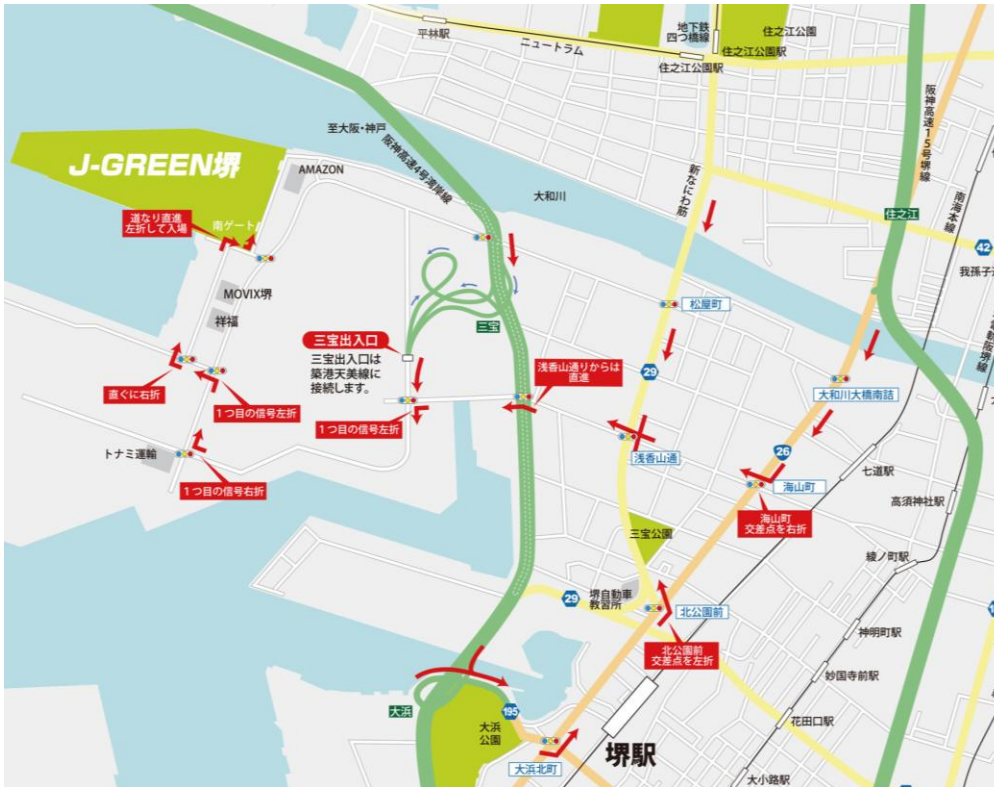 平林駅
ニュートラム
地下鉄
四つ橋線
住之江公園
住之江公園駅
住之江公園駅
至大阪・神戸
阪神高速4号湾岸線
J-GREEN堺
AMAZON
大和川
新なにわ筋
阪神高速15号堺線
南海本線
住之江
42
道なり直進
左折して入場
南ゲート
MOVIX堺
祥福
三宝
松屋町
三宝出入口
三宝出入口は
築港天美線に
接続します。
浅香山通りからは
直進
29
大和川大橋南詰
阪堺線
直ぐに右折
1つ目の信号左折
1つ目の信号左折
浅香山通
26
トナミ運輸
1つ目の信号右折
七道駅
海山町
海山町
交差点を右折
高須神社駅
三宝公園
綾ノ町駅
29
堺自動車
教習所
北公園前
神明町駅
北公園前
交差点を左折
妙国寺前駅
大浜
195
大浜
公園
花田口駅
堺駅
大浜北町
大小路駅